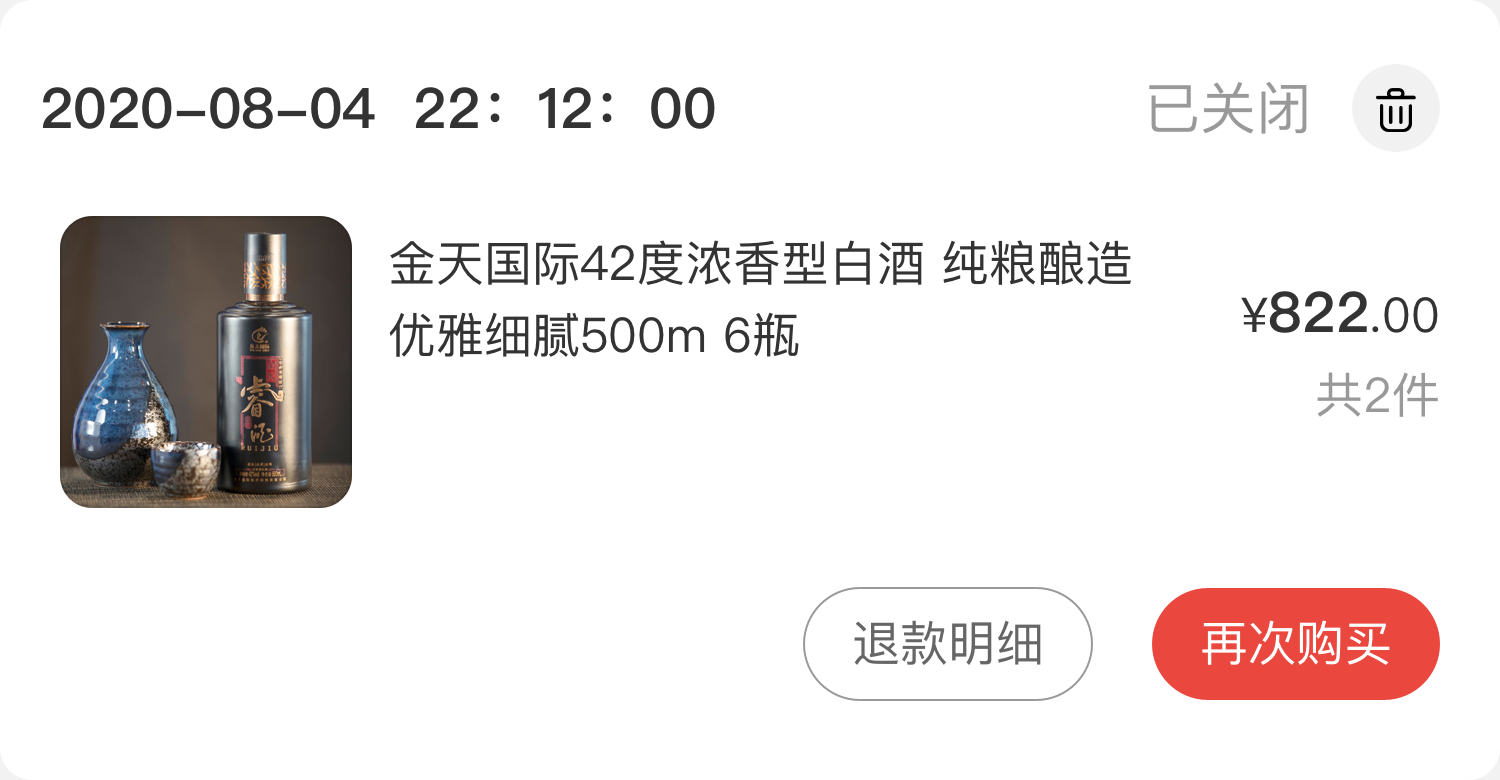 2020-08-04 22：12：00
已关闭
金天国际42度浓香型白酒 纯粮酿造
优雅细腻500m 6瓶
¥822.00
共2件
睿
RUIJIU
退款明细
再次购买